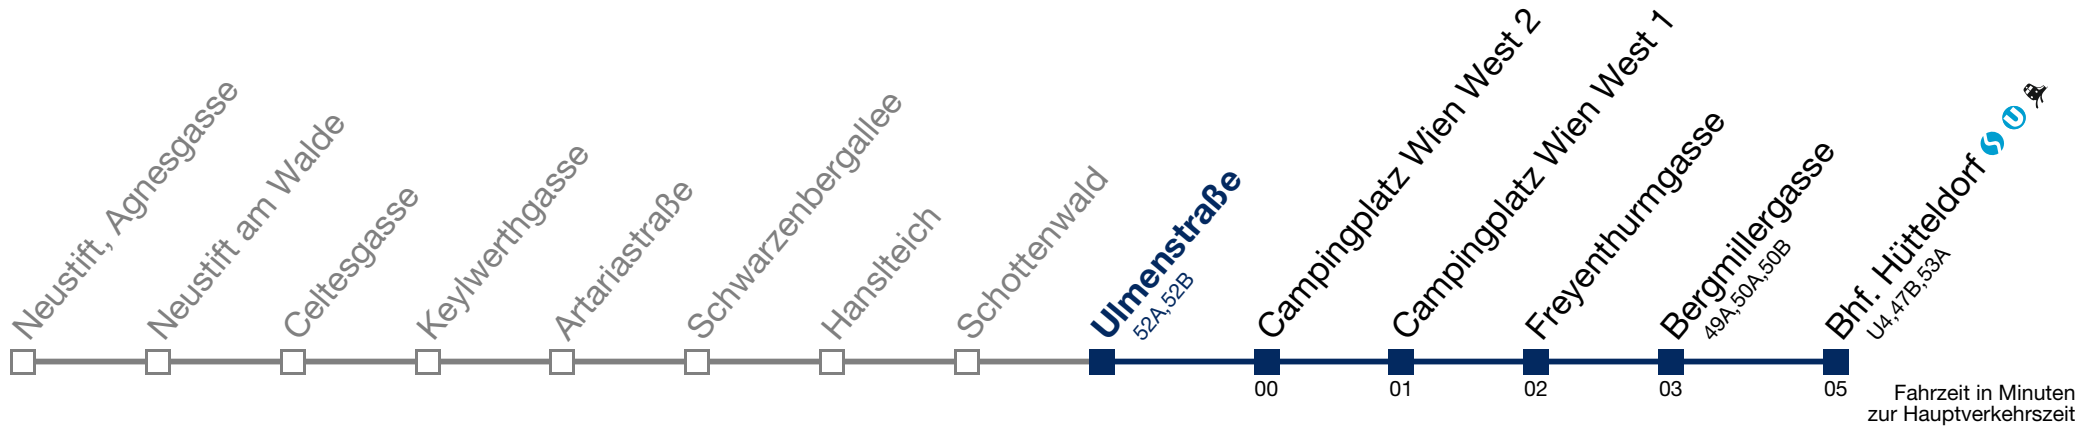 Neustift, Agnesgasse
Neustift am Walde
Celtesgasse
Keylwerthgasse
Artariastraße
Schwarzenbergallee
Hanslteich
Schottenwald
Ulmenstraße
52A,52B
Campingplatz Wien West 2
Campingplatz Wien West 1
Freyenthurmgasse
Bergmillergasse
49A,50A,50B
Bhf. Hütteldorf S U
U4,47B,53A
00 01 02 03 05
Fahrzeit in Minuten
zur Hauptverkehrszeit